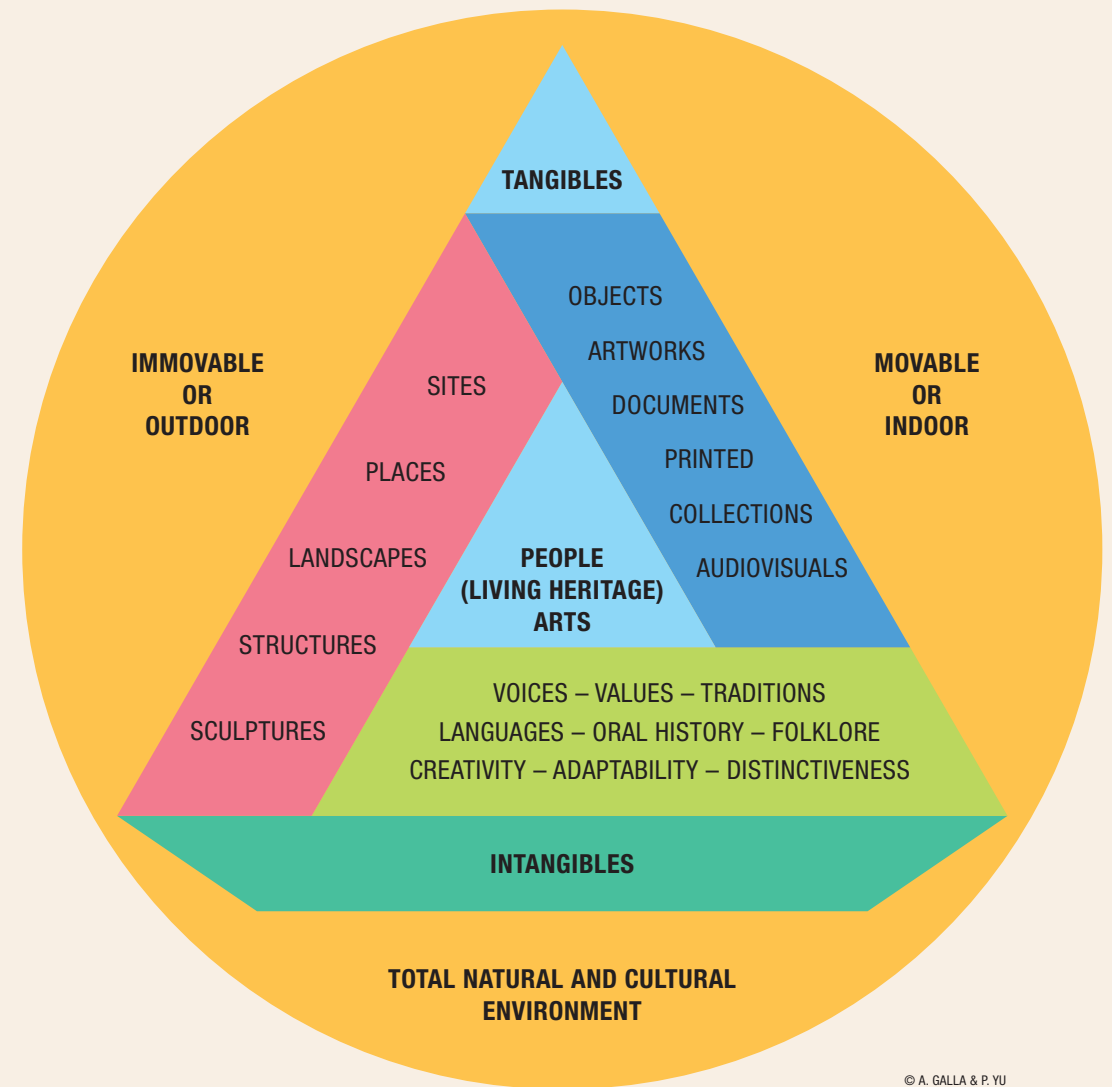 TANGIBLES
IMMOVABLE
OR
OUTDOOR
SITES
PLACES
LANDSCAPES
STRUCTURES
SCULPTURES
OBJECTS
ARTWORKS
DOCUMENTS
PRINTED
COLLECTIONS
AUDIOVISUALS
MOVABLE
OR
INDOOR
PEOPLE
(LIVING HERITAGE)
ARTS
VOICES – VALUES – TRADITIONS
LANGUAGES – ORAL HISTORY – FOLKLORE
CREATIVITY – ADAPTABILITY – DISTINCTIVENESS
INTANGIBLES
TOTAL NATURAL AND CULTURAL
ENVIRONMENT
© A. GALLA & P. YU